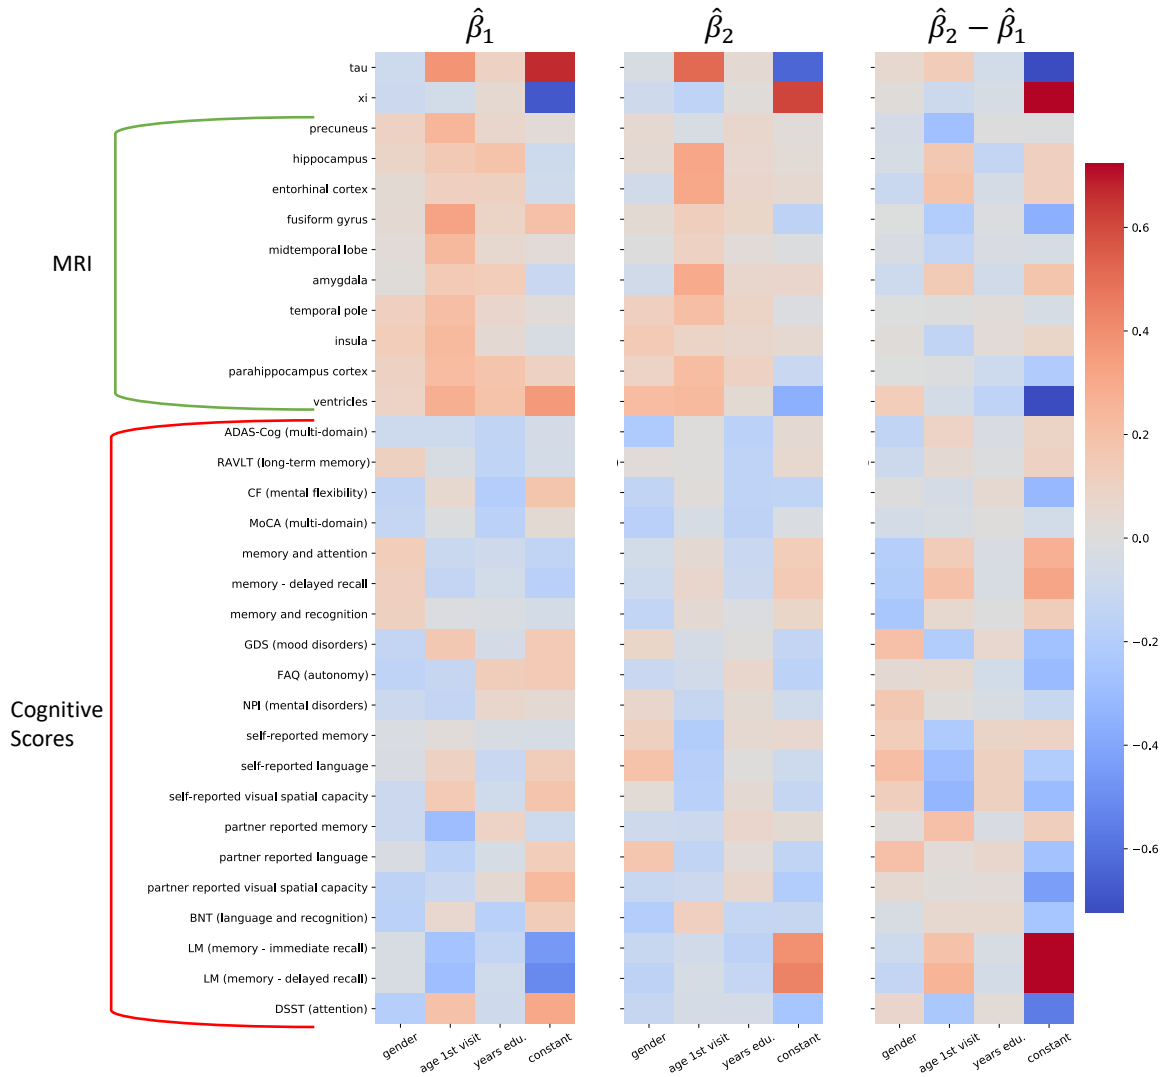 β̂₁ β̂₂ β̂₂ − β̂₁
tau
xi
precuneus
hippocampus
entorhinal cortex
fusiform gyrus
midtemporal lobe
amygdala
temporal pole
insula
parahippocampus cortex
ventricles
ADAS-Cog (multi-domain)
RAVLT (long-term memory)
CF (mental flexibility)
MoCA (multi-domain)
memory and attention
memory - delayed recall
memory and recognition
GDS (mood disorders)
FAQ (autonomy)
NPI (mental disorders)
self-reported memory
self-reported language
self-reported visual spatial capacity
partner reported memory
partner reported language
partner reported visual spatial capacity
BNT (language and recognition)
LM (memory - immediate recall)
LM (memory - delayed recall)
DSST (attention)
MRI
Cognitive
Scores
gender age 1st visit years edu. constant
gender age 1st visit years edu. constant
gender age 1st visit years edu. constant
0.6
0.4
0.2
0.0
−0.2
−0.4
−0.6